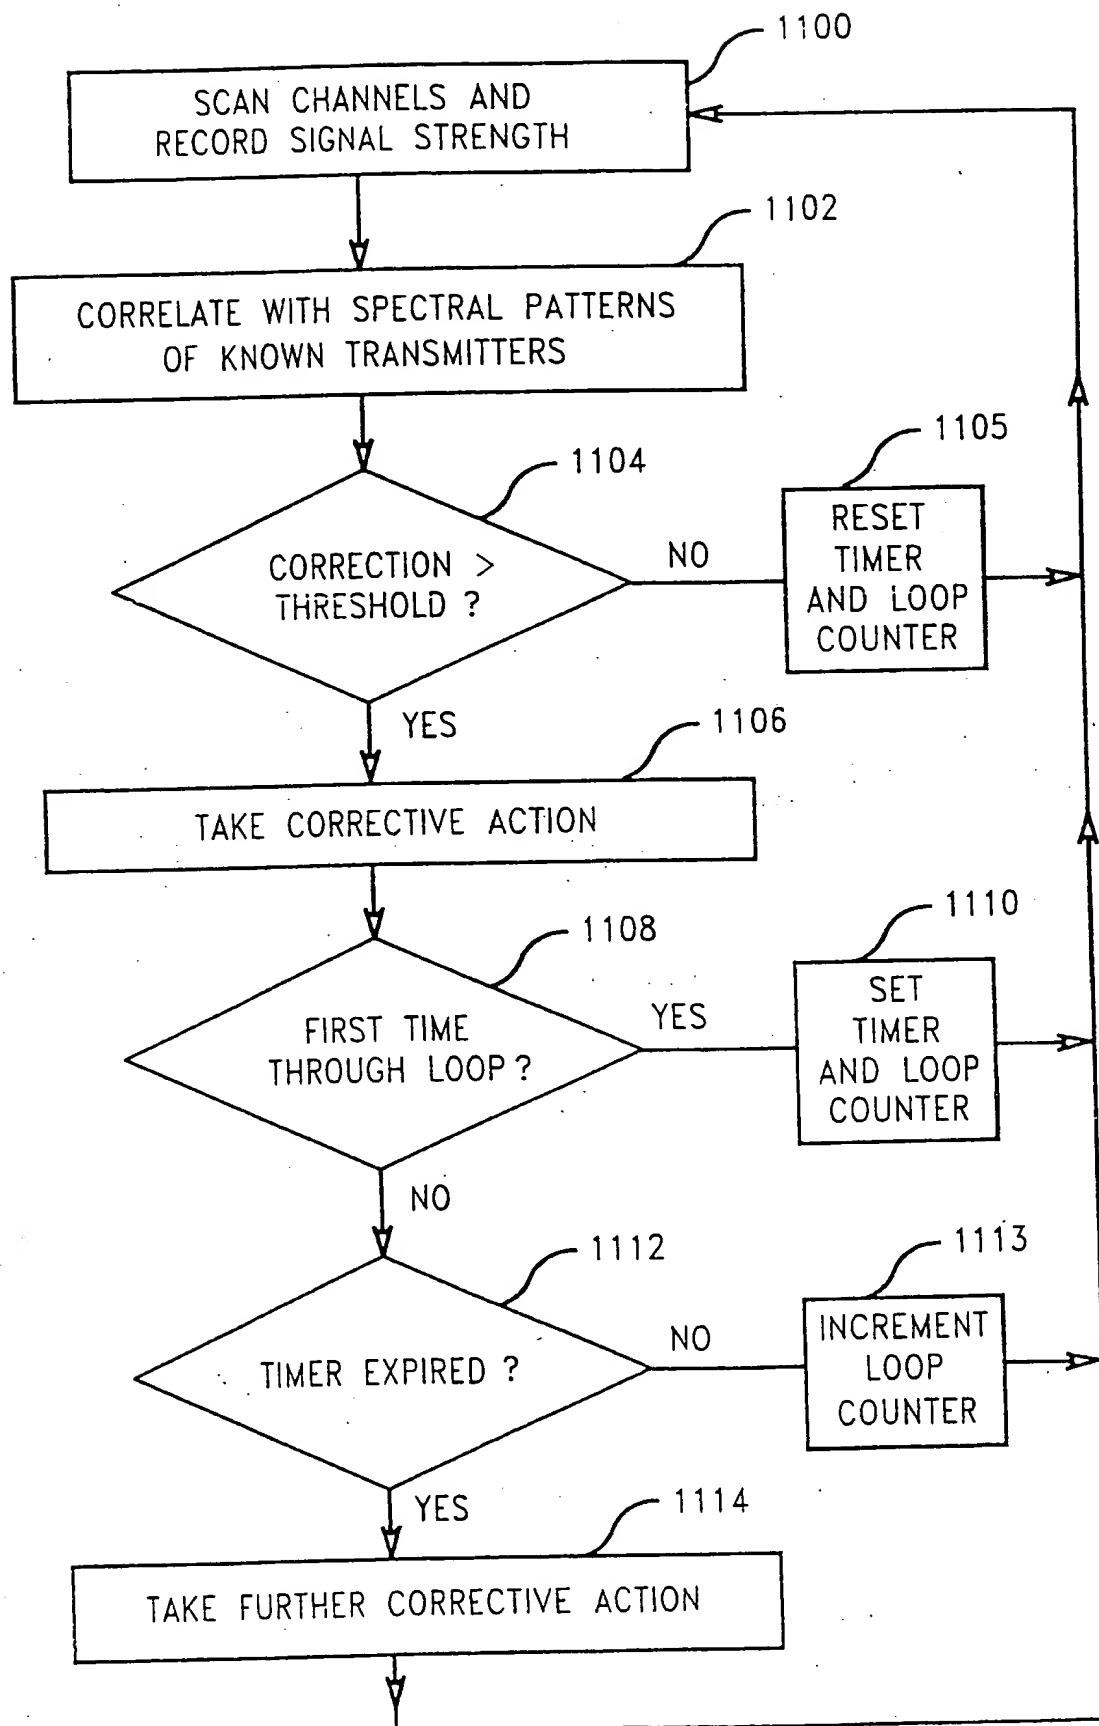 1100
SCAN CHANNELS AND
RECORD SIGNAL STRENGTH
1102
CORRELATE WITH SPECTRAL PATTERNS
OF KNOWN TRANSMITTERS
1104
CORRECTION >
THRESHOLD ?
NO
1105
RESET
TIMER
AND LOOP
COUNTER
YES
1106
TAKE CORRECTIVE ACTION
1108
FIRST TIME
THROUGH LOOP ?
YES
1110
SET
TIMER
AND LOOP
COUNTER
NO
1112
TIMER EXPIRED ?
NO
1113
INCREMENT
LOOP
COUNTER
YES
1114
TAKE FURTHER CORRECTIVE ACTION